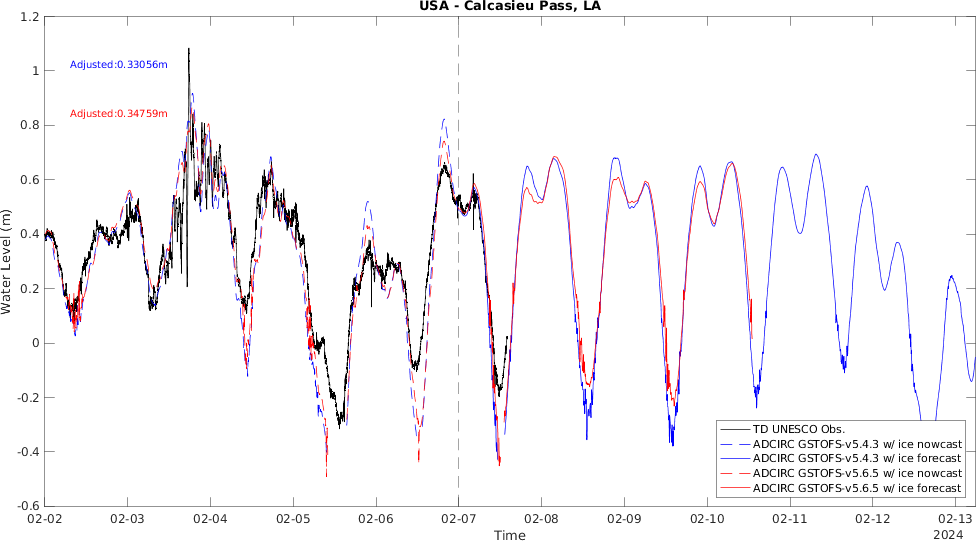 USA - Calcasieu Pass, LA
1.2
1
0.8
0.6
0.4
0.2
0
-0.2
-0.4
-0.6
Water Level (m)
Adjusted:0.33056m
Adjusted:0.34759m
TD UNESCO Obs.
ADCIRC GSTOFS-v5.4.3 w/ ice nowcast
ADCIRC GSTOFS-v5.4.3 w/ ice forecast
ADCIRC GSTOFS-v5.6.5 w/ ice nowcast
ADCIRC GSTOFS-v5.6.5 w/ ice forecast
02-02 02-03 02-04 02-05 02-06 02-07 02-08 02-09 02-10 02-11 02-12 02-13
Time
2024